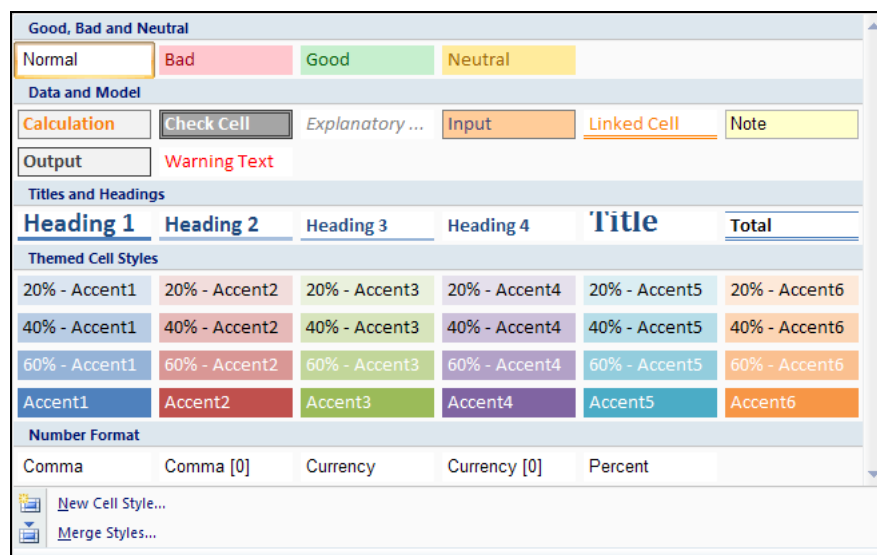 Good, Bad and Neutral
Normal Bad Good Neutral
Data and Model
Calculation Check Cell Explanatory ... Input Linked Cell Note
Output Warning Text
Titles and Headings
Heading 1 Heading 2 Heading 3 Heading 4 Title Total
Themed Cell Styles
20% - Accent1 20% - Accent2 20% - Accent3 20% - Accent4 20% - Accent5 20% - Accent6
40% - Accent1 40% - Accent2 40% - Accent3 40% - Accent4 40% - Accent5 40% - Accent6
60% - Accent1 60% - Accent2 60% - Accent3 60% - Accent4 60% - Accent5 60% - Accent6
Accent1 Accent2 Accent3 Accent4 Accent5 Accent6
Number Format
Comma Comma [0] Currency Currency [0] Percent
New Cell Style...
Merge Styles...